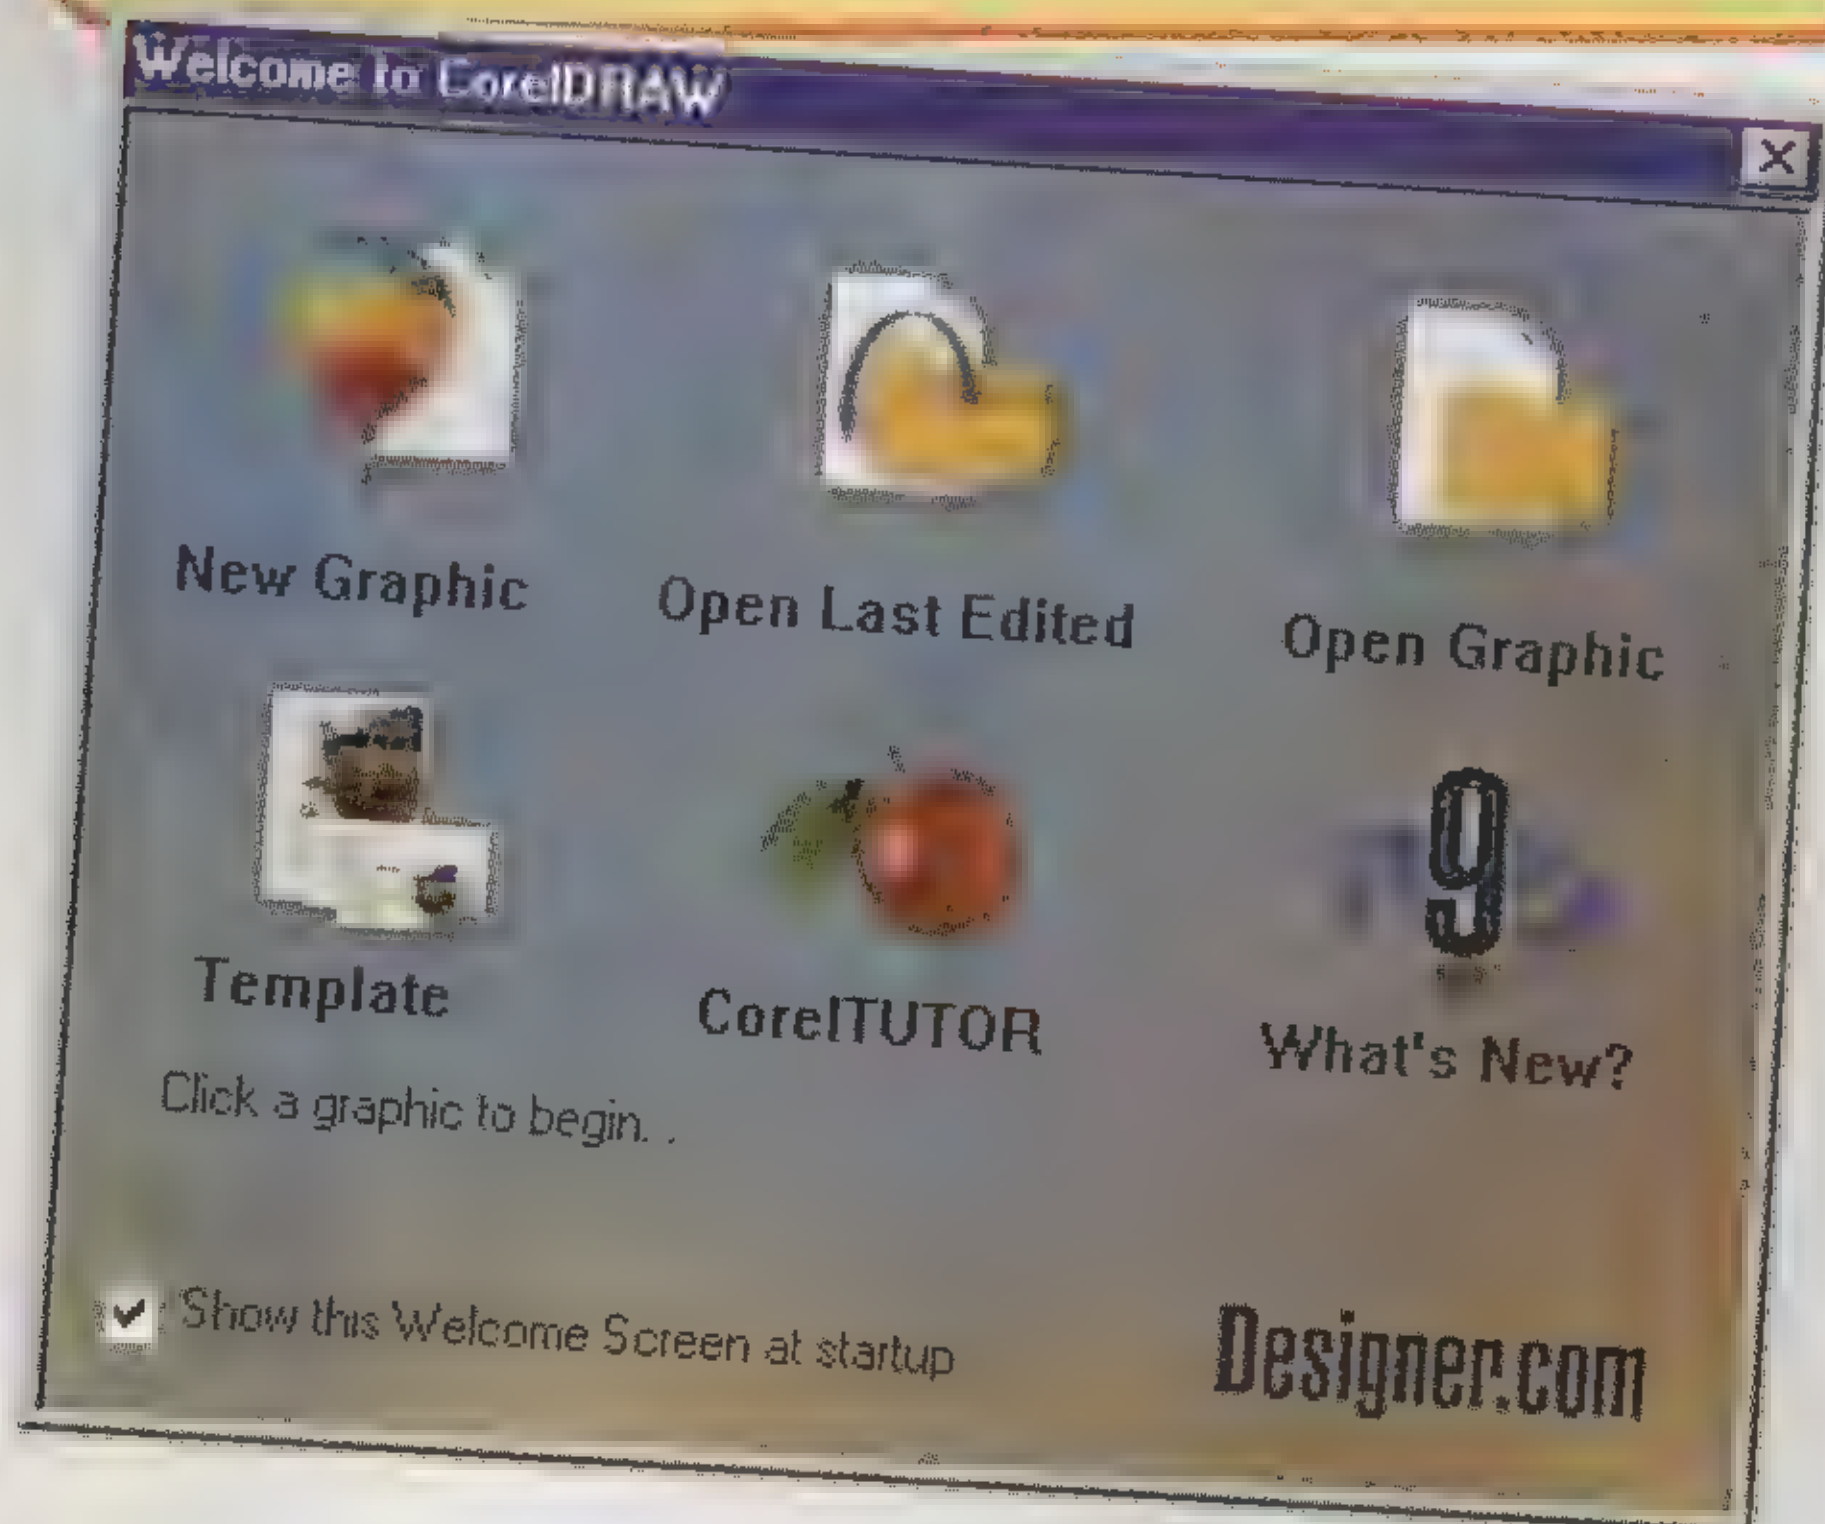 Welcome to CorelDRAW
New Graphic
Open Last Edited
Open Graphic
9
Template
CorelTUTOR
What's New?
Click a graphic to begin. .
Show this Welcome Screen at startup
Designer.com